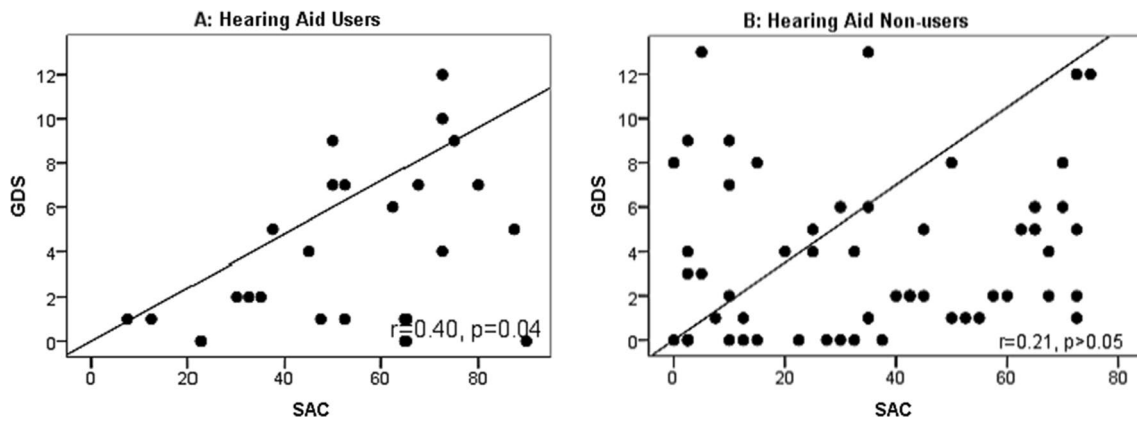 A: Hearing Aid Users
12
10
8
6
4
2
0
GDS
r=0.40, p=0.04
0 20 40 60 80
SAC
B: Hearing Aid Non-users
12
10
8
6
4
2
0
GDS
r=0.21, p>0.05
0 20 40 60 80
SAC